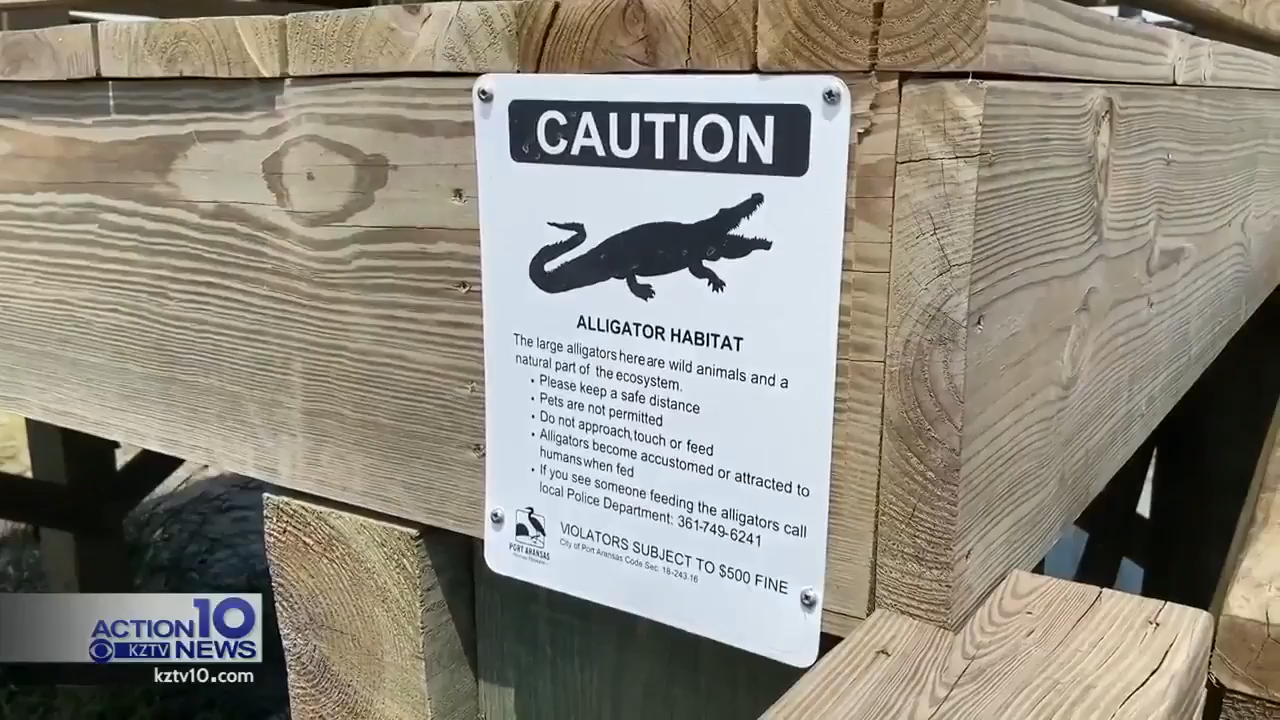 CAUTION
ALLIGATOR HABITAT
The large alligators here are wild animals and a
natural part of the ecosystem.
• Please keep a safe distance
• Pets are not permitted
• Do not approach, touch or feed
• Alligators become accustomed or attracted to
humans when fed
• If you see someone feeding the alligators call
local Police Department: 361-749-6241
PORT ARANSAS
VIOLATORS SUBJECT TO $500 FINE
City of Port Aransas Code Sec. 18-243.16
ACTION 10
KZTV NEWS
kztv10.com